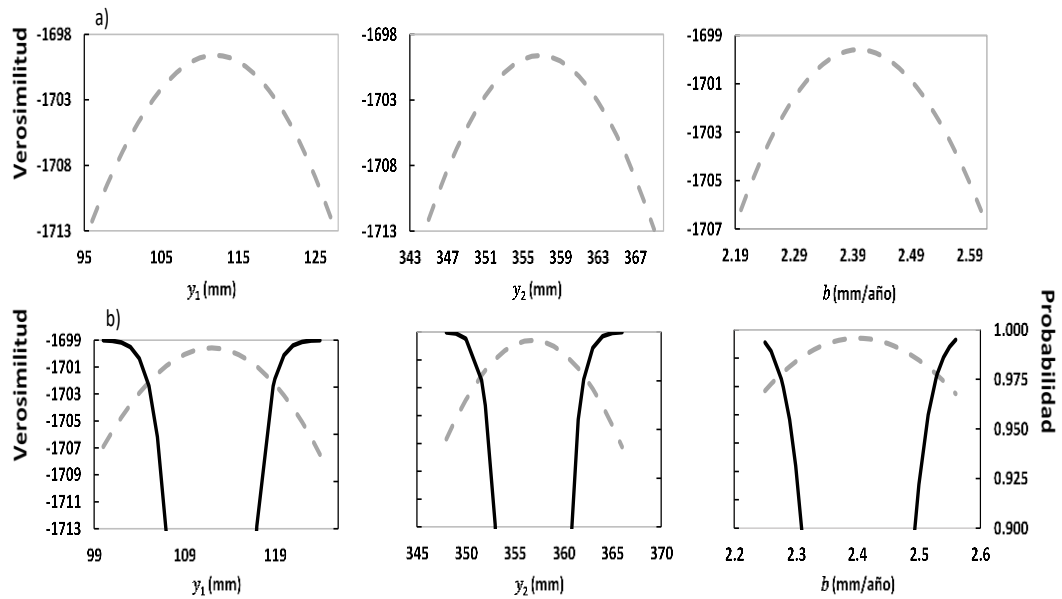 a)
Verosimilitud
-1698
-1703
-1708
-1713
95 105 115 125
y₁ (mm)
-1698
-1703
-1708
-1713
343 347 351 355 359 363 367
y₂ (mm)
-1699
-1701
-1703
-1705
-1707
2.19 2.29 2.39 2.49 2.59
b (mm/año)
b)
Verosimilitud
-1699
-1701
-1703
-1705
-1707
-1709
-1711
-1713
99 109 119
y₁ (mm)
345 350 355 360 365 370
y₂ (mm)
2.2 2.3 2.4 2.5 2.6
b (mm/año)
1.000
0.975
0.950
0.925
0.900
Probabilidad